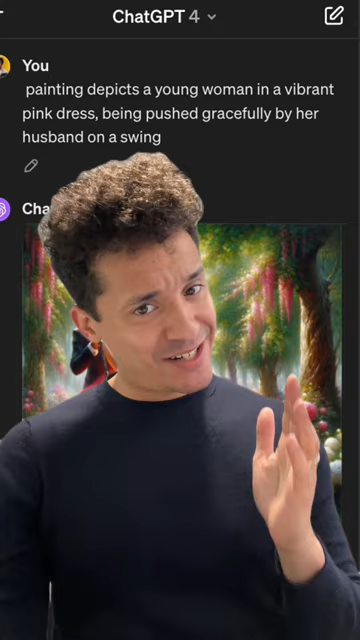 ChatGPT 4
You
painting depicts a young woman in a vibrant
pink dress, being pushed gracefully by her
husband on a swing